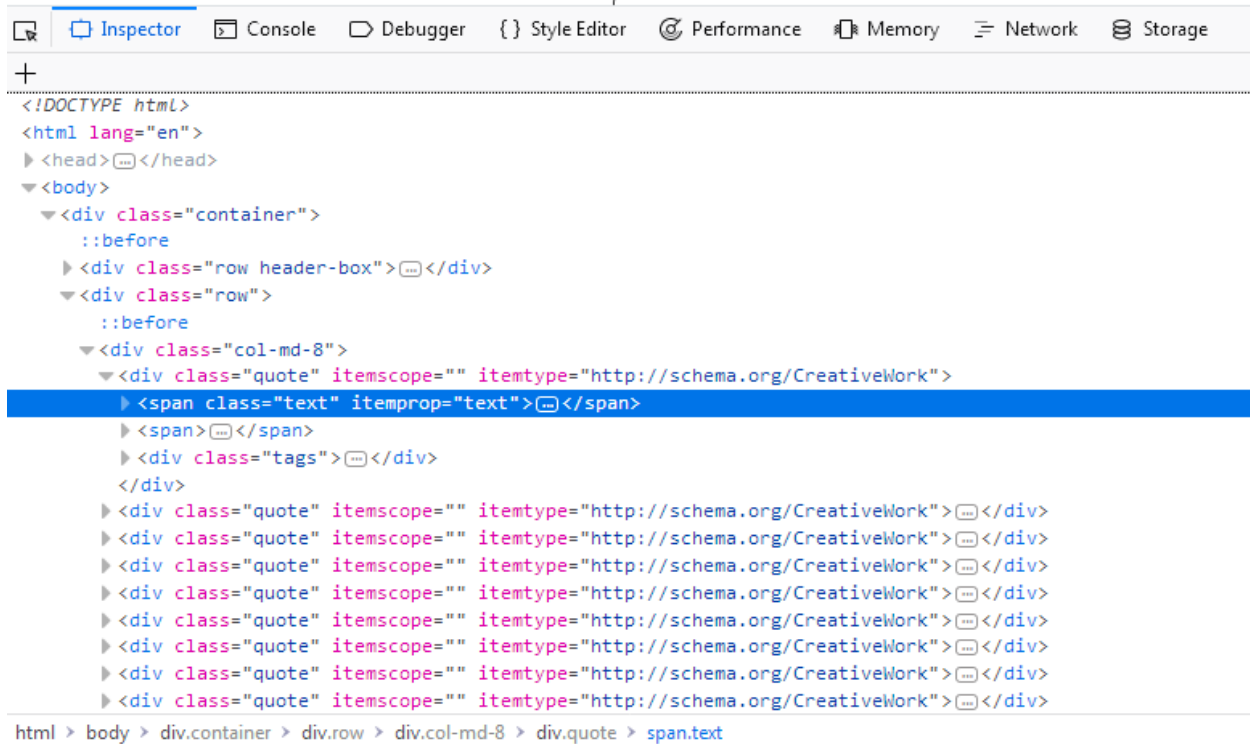 Inspector Console Debugger {} Style Editor Performance Memory Network Storage
+
<!DOCTYPE html>
<html lang="en">
<head>…</head>
<body>
<div class="container">
::before
<div class="row header-box">…</div>
<div class="row">
::before
<div class="col-md-8">
<div class="quote" itemscope="" itemtype="http://schema.org/CreativeWork">
<span class="text" itemprop="text">…</span>
<span>…</span>
<div class="tags">…</div>
</div>
<div class="quote" itemscope="" itemtype="http://schema.org/CreativeWork">…</div>
<div class="quote" itemscope="" itemtype="http://schema.org/CreativeWork">…</div>
<div class="quote" itemscope="" itemtype="http://schema.org/CreativeWork">…</div>
<div class="quote" itemscope="" itemtype="http://schema.org/CreativeWork">…</div>
<div class="quote" itemscope="" itemtype="http://schema.org/CreativeWork">…</div>
<div class="quote" itemscope="" itemtype="http://schema.org/CreativeWork">…</div>
<div class="quote" itemscope="" itemtype="http://schema.org/CreativeWork">…</div>
<div class="quote" itemscope="" itemtype="http://schema.org/CreativeWork">…</div>
html > body > div.container > div.row > div.col-md-8 > div.quote > span.text